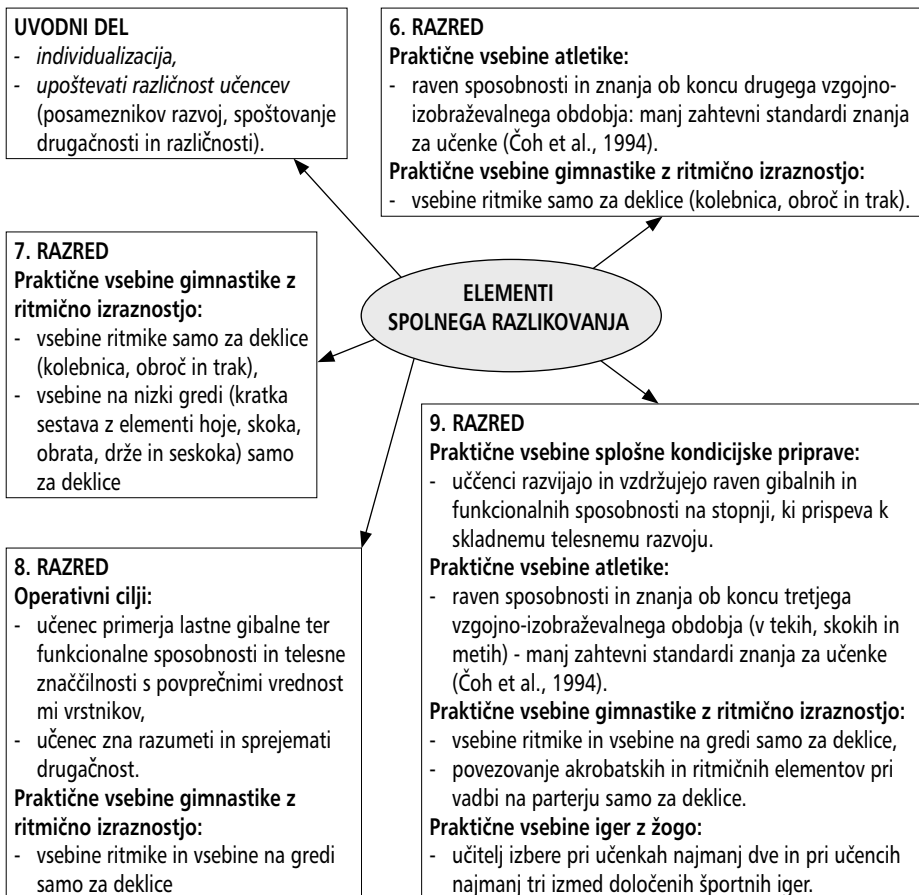 UVODNI DEL
- individualizacija,
- upoštevati različnost učencev
(posameznikov razvoj, spoštovanje
drugačnosti in različnosti).
6. RAZRED
Praktične vsebine atletike:
- raven sposobnosti in znanja ob koncu drugega vzgojno-
izobraževalnega obdobja: manj zahtevni standardi znanja
za učenke (Čoh et al., 1994).
Praktične vsebine gimnastike z ritmično izraznostjo:
- vsebine ritmike samo za deklice (kolebnica, obroč in trak).
ELEMENTI
SPOLNEGA RAZLIKOVANJA
7. RAZRED
Praktične vsebine gimnastike z
ritmično izraznostjo:
- vsebine ritmike samo za deklice
(kolebnica, obroč in trak),
- vsebine na nizki gredi (kratka
sestava z elementi hoje, skoka,
obrata, drže in seskoka) samo
za deklice
8. RAZRED
Operativni cilji:
- učenec primerja lastne gibalne ter
funkcionalne sposobnosti in telesne
značčilnosti s povprečnimi vrednost
mi vrstnikov,
- učenec zna razumeti in sprejemati
drugačnost.
Praktične vsebine gimnastike z
ritmično izraznostjo:
- vsebine ritmike in vsebine na gredi
samo za deklice
9. RAZRED
Praktične vsebine splošne kondicijske priprave:
- uččenci razvijajo in vzdržujejo raven gibalnih in
funkcionalnih sposobnosti na stopnji, ki prispeva k
skladnemu telesnemu razvoju.
Praktične vsebine atletike:
- raven sposobnosti in znanja ob koncu tretjega
vzgojno-izobraževalnega obdobja (v tekih, skokih in
metih) - manj zahtevni standardi znanja za učenke
(Čoh et al., 1994).
Praktične vsebine gimnastike z ritmično izraznostjo:
- vsebine ritmike in vsebine na gredi samo za deklice,
- povezovanje akrobatskih in ritmičnih elementov pri
vadbi na parterju samo za deklice.
Praktične vsebine iger z žogo:
- učitelj izbere pri učenkah najmanj dve in pri učencih
najmanj tri izmed določenih športnih iger.